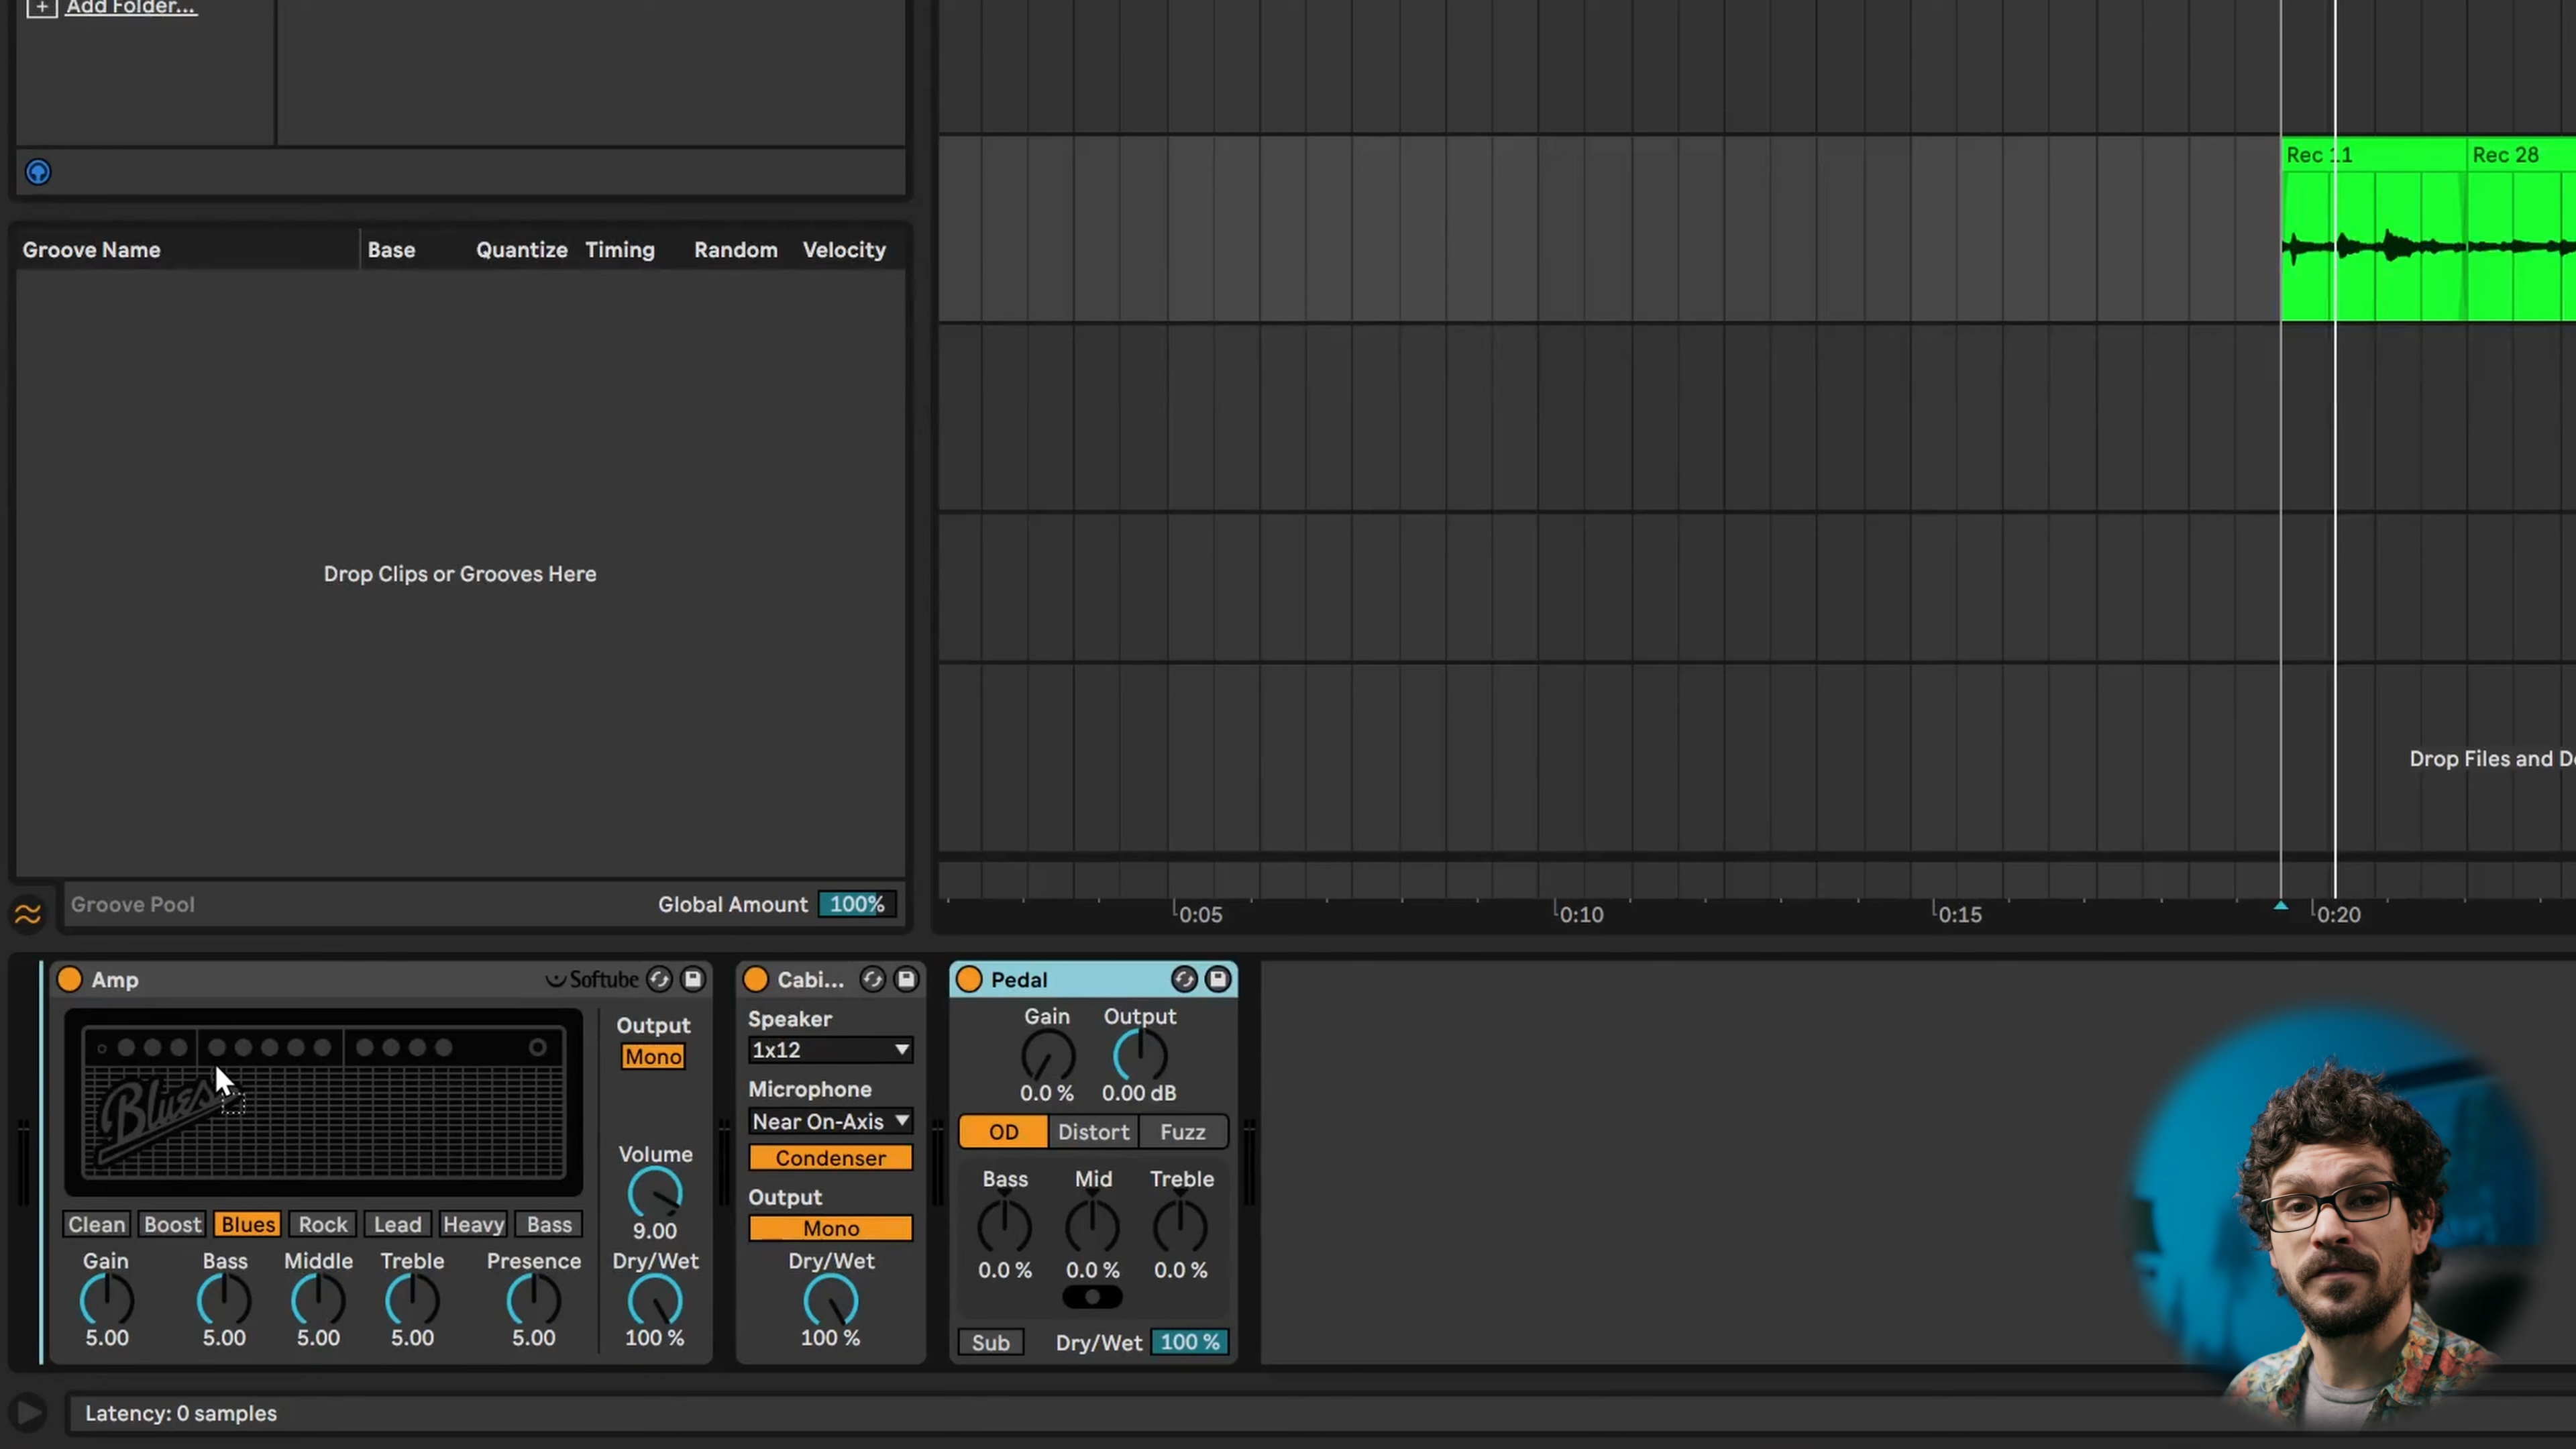 Add Folder...
Rec 11
Rec 28
Groove Name Base Quantize Timing Random Velocity
Drop Clips or Grooves Here
Drop Files and D
Groove Pool Global Amount 100%
0:05 0:10 0:15 0:20
Amp Softube
Blues
Output
Mono
Volume
9.00
Clean Boost Blues Rock Lead Heavy Bass
Gain Bass Middle Treble Presence Dry/Wet
5.00 5.00 5.00 5.00 5.00 100 %
Cabi...
Speaker
1x12
Microphone
Near On-Axis
Condenser
Output
Mono
Dry/Wet
100 %
Pedal
Gain Output
0.0 % 0.00 dB
OD Distort Fuzz
Bass Mid Treble
0.0 % 0.0 % 0.0 %
Sub Dry/Wet 100 %
Latency: 0 samples